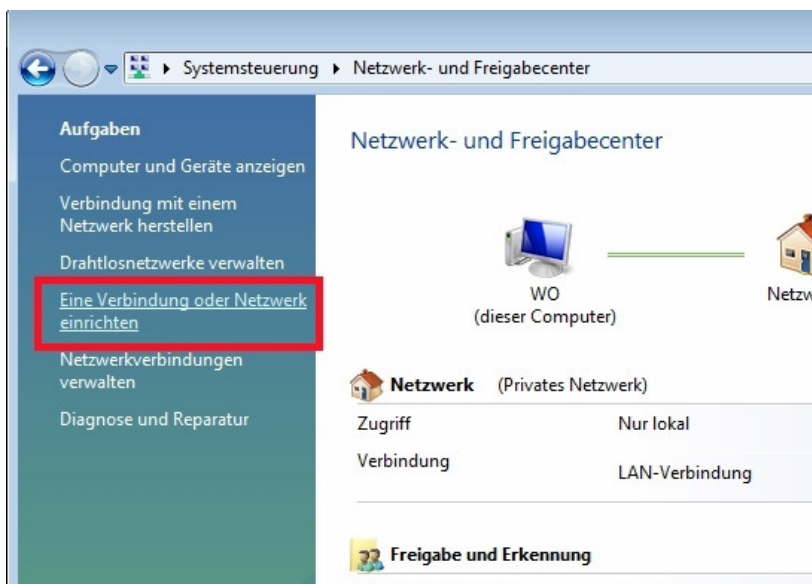 Systemsteuerung Netzwerk- und Freigabecenter
Aufgaben
Computer und Geräte anzeigen
Verbindung mit einem
Netzwerk herstellen
Drahtlosnetzwerke verwalten
Eine Verbindung oder Netzwerk
einrichten
Netzwerkverbindungen
verwalten
Diagnose und Reparatur
Netzwerk- und Freigabecenter
WO
(dieser Computer)
Netzwerk (Privates Netzwerk)
Zugriff Nur lokal
Verbindung LAN-Verbindung
Freigabe und Erkennung